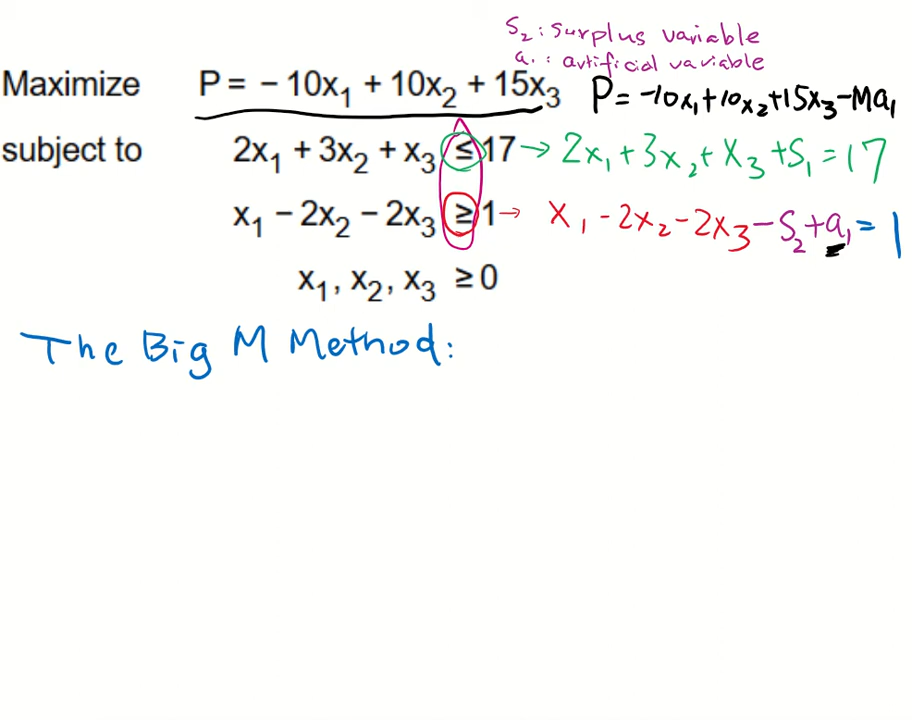 S₂ : surplus variable
a₁ : artificial variable
Maximize P = − 10x₁ + 10x₂ + 15x₃ P = -10x₁ + 10x₂ + 15x₃ - Ma₁
subject to 2x₁ + 3x₂ + x₃ ≤ 17 → 2x₁ + 3x₂ + x₃ + S₁ = 17
x₁ − 2x₂ − 2x₃ ≥ 1 → x₁ - 2x₂ - 2x₃ - S₂ + a₁ = 1
x₁, x₂, x₃ ≥ 0
The Big M Method: